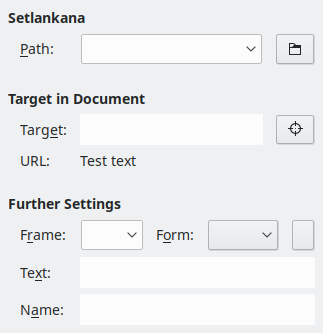 Setlankana
Path:
Target in Document
Target:
URL: Test text
Further Settings
Frame: Form:
Text:
Name: